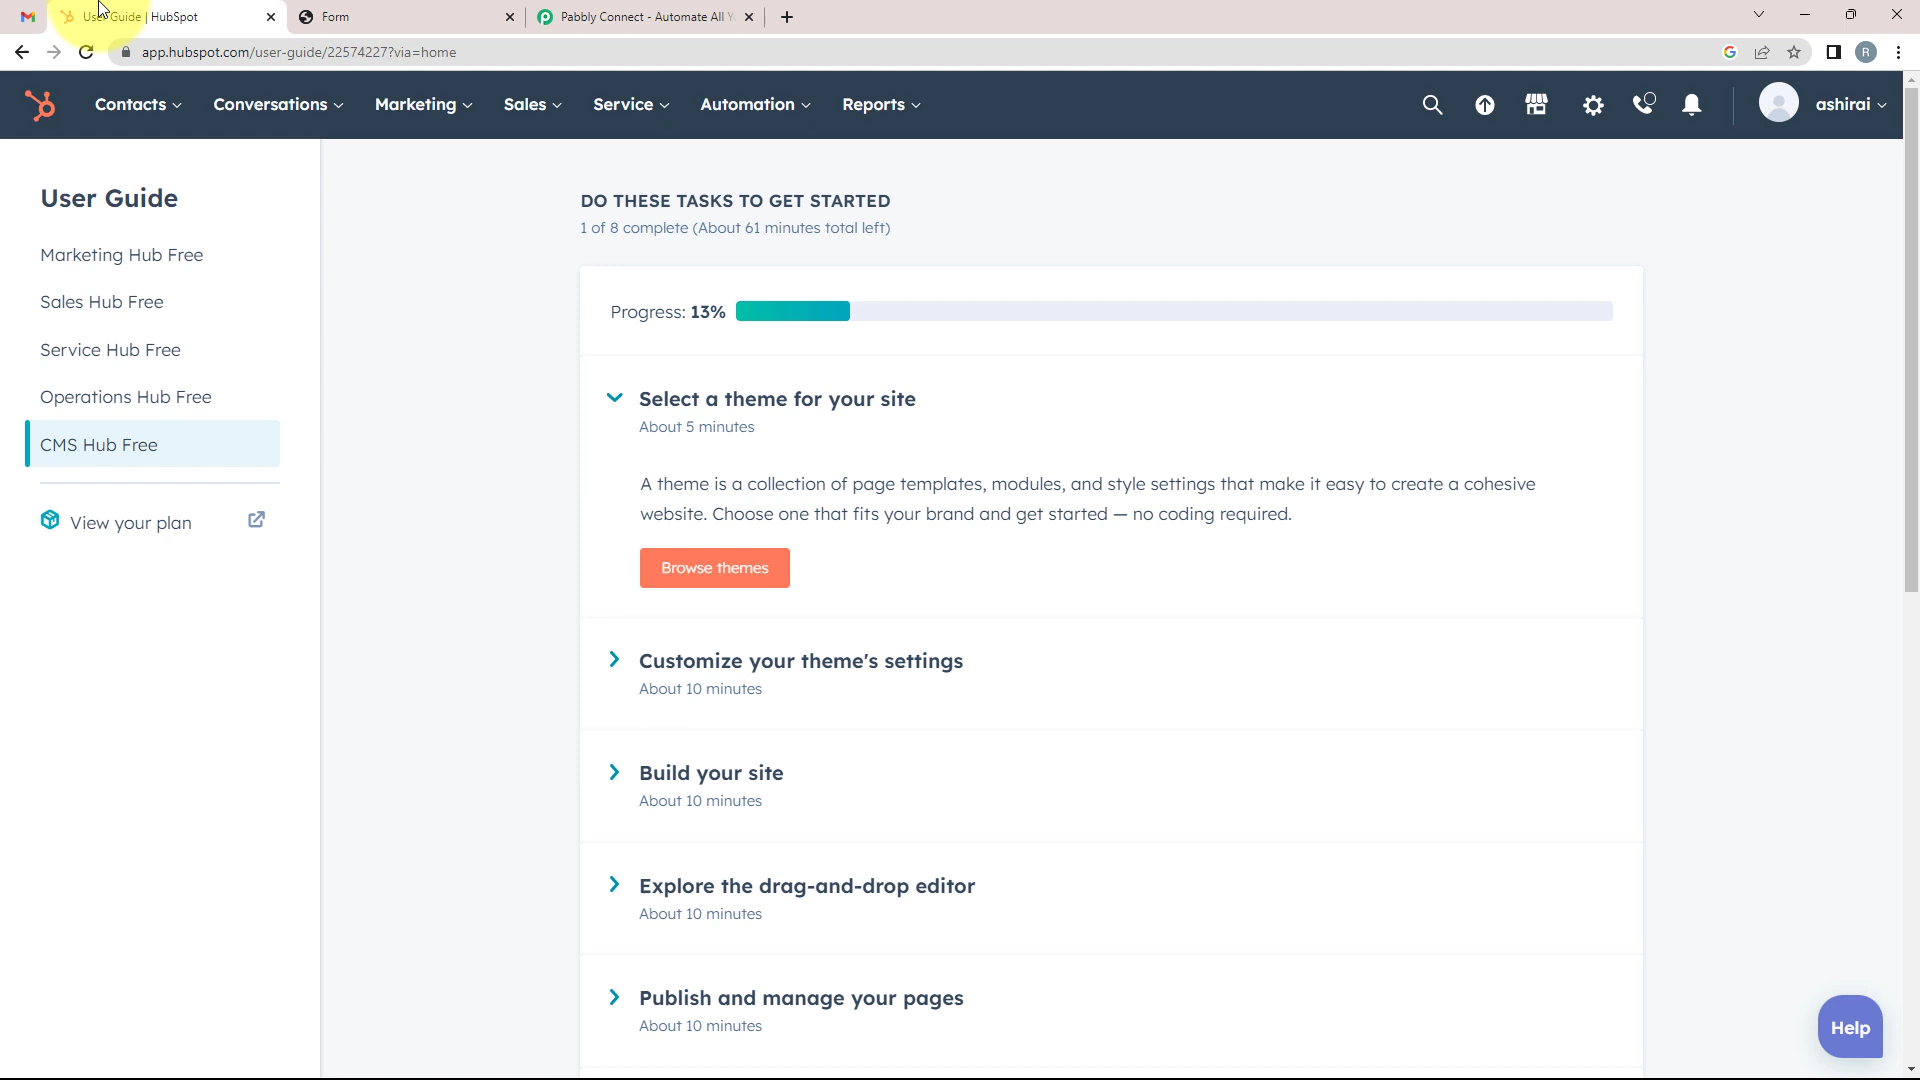 User Guide | HubSpot
Form
Pabbly Connect - Automate All
app.hubspot.com/user-guide/22574227?via=home
R
Contacts
Conversations
Marketing
Sales
Service
Automation
Reports
ashirai
User Guide
Marketing Hub Free
Sales Hub Free
Service Hub Free
Operations Hub Free
CMS Hub Free
View your plan
DO THESE TASKS TO GET STARTED
1 of 8 complete (About 61 minutes total left)
Progress: 13%
Select a theme for your site
About 5 minutes
A theme is a collection of page templates, modules, and style settings that make it easy to create a cohesive
website. Choose one that fits your brand and get started — no coding required.
Browse themes
Customize your theme's settings
About 10 minutes
Build your site
About 10 minutes
Explore the drag-and-drop editor
About 10 minutes
Publish and manage your pages
About 10 minutes
Help